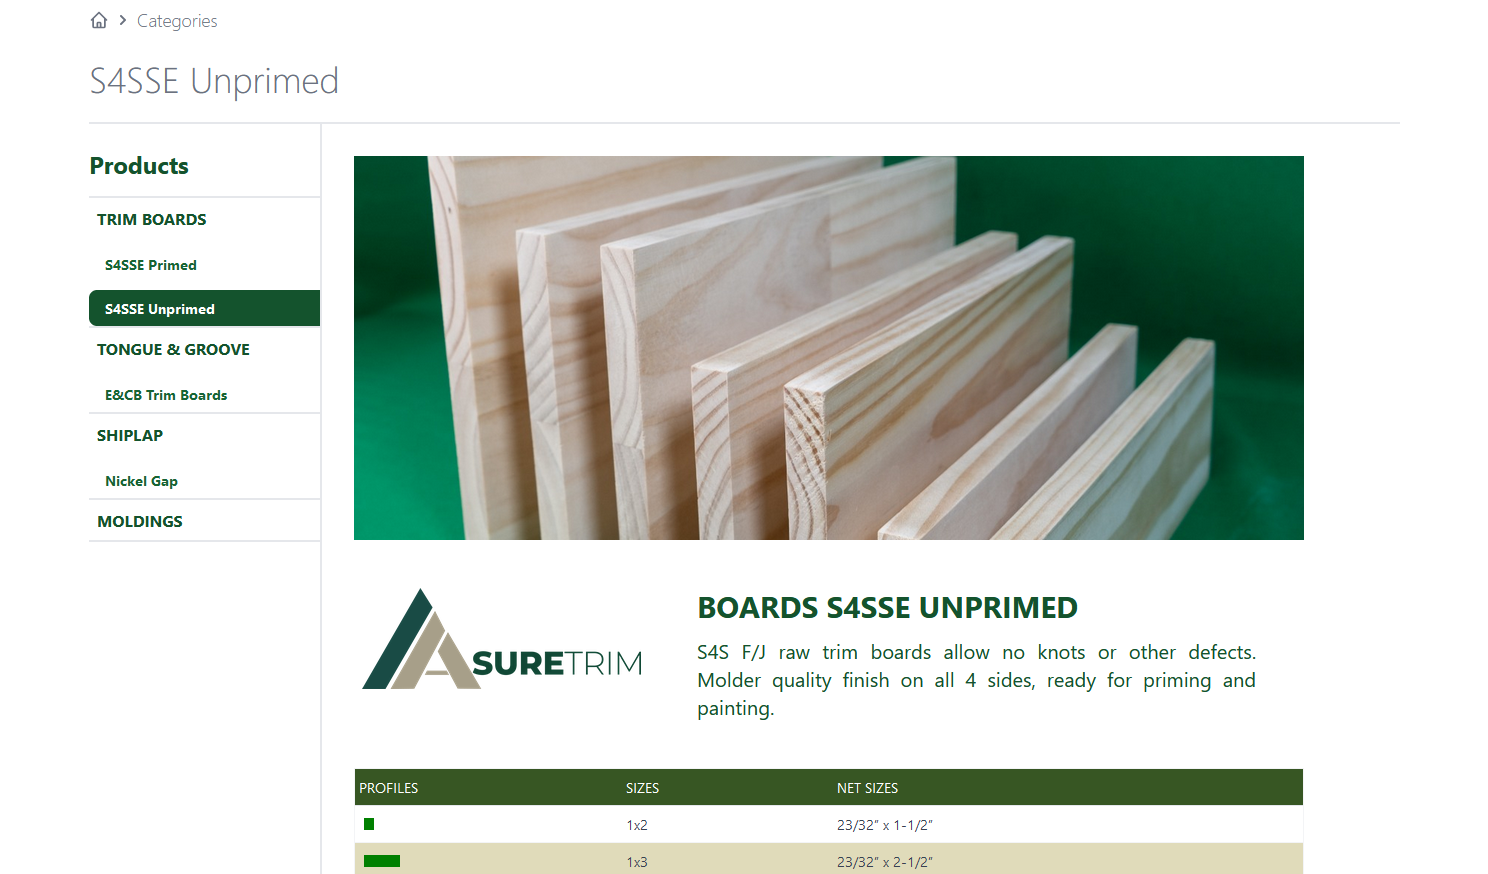 Categories
S4SSE Unprimed
Products
TRIM BOARDS
S4SSE Primed
S4SSE Unprimed
TONGUE & GROOVE
E&CB Trim Boards
SHIPLAP
Nickel Gap
MOLDINGS
SURETRIM
BOARDS S4SSE UNPRIMED
S4S F/J raw trim boards allow no knots or other defects.
Molder quality finish on all 4 sides, ready for priming and
painting.
PROFILES SIZES NET SIZES
1x2 23/32" x 1-1/2"
1x3 23/32" x 2-1/2"